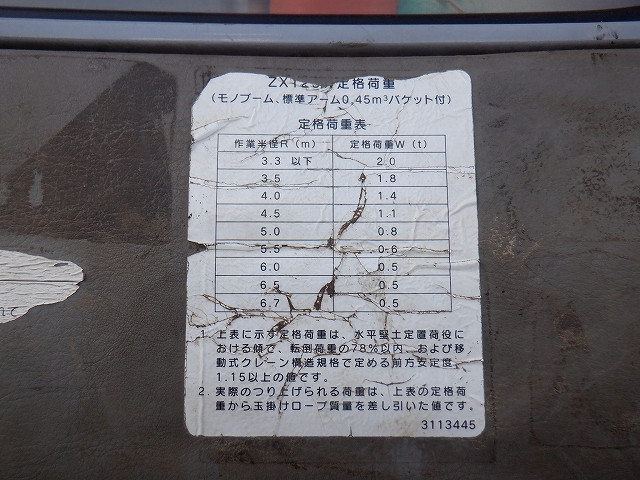 定格荷重
(モノブーム、標準アーム0.45m³バケット付)
定格荷重表
作業半径R (m) 定格荷重W (t)
3.3 以下 2.0
3.5 1.8
4.0 1.4
4.5 1.1
5.0 0.8
5.5 0.6
6.0 0.5
6.5 0.5
6.7 0.5
1. 上表に示す定格荷重は、水平堅土定置荷役に
おける傾で、転倒荷重の78%以内、および移
動式クレーン構造規格で定める前方安定度
1.15以上の値です。
2. 実際のつり上げられる荷重は、上表の定格荷
重から玉掛けロープ質量を差し引いた値です。
3113445